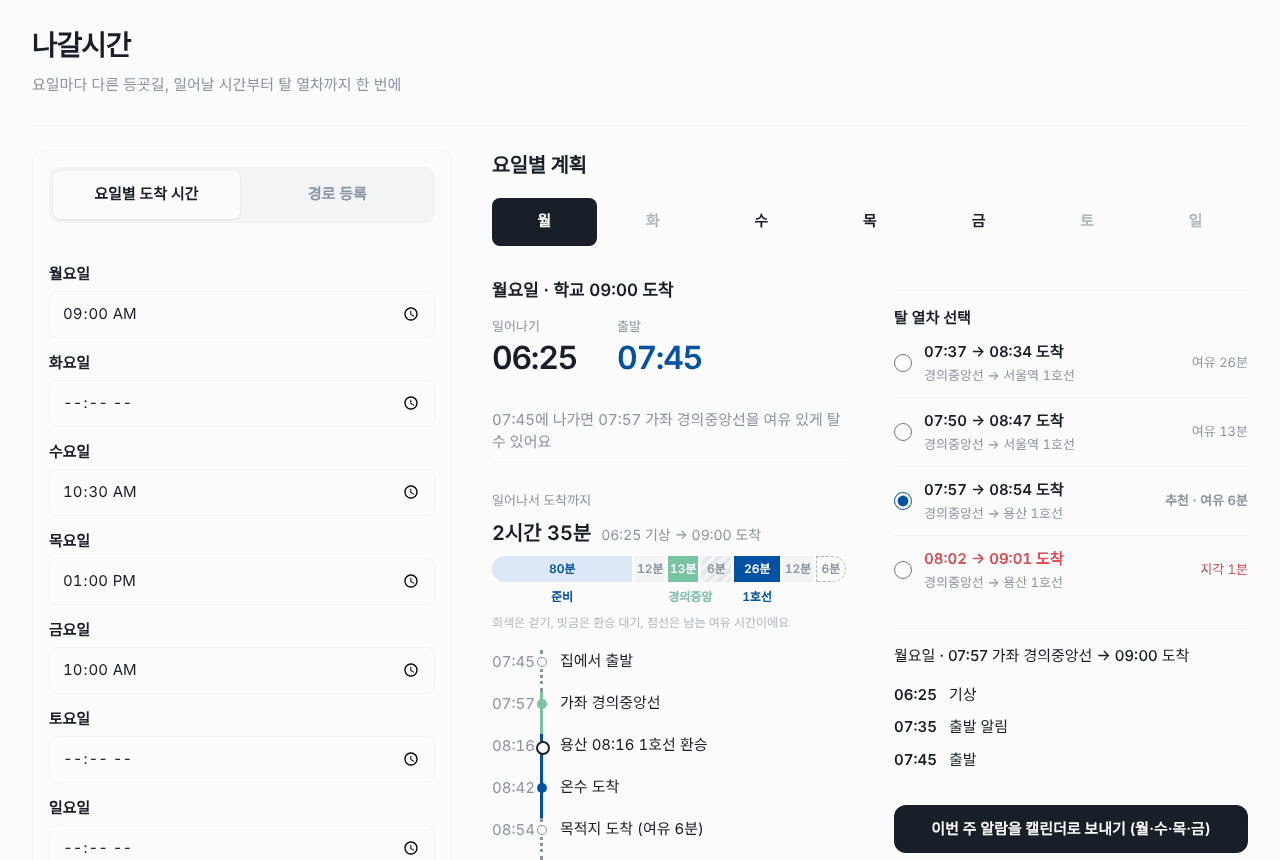 나갈시간
요일마다 다른 등굣길, 일어날 시간부터 탈 열차까지 한 번에
요일별 도착 시간
경로 등록
월요일
09:00 AM
화요일
--:-- --
수요일
10:30 AM
목요일
01:00 PM
금요일
10:00 AM
토요일
--:-- --
일요일
--:-- --
요일별 계획
월 화 수 목 금 토 일
월요일 · 학교 09:00 도착
일어나기 출발
06:25 07:45
07:45에 나가면 07:57 가좌 경의중앙선을 여유 있게 탈
수 있어요
일어나서 도착까지
2시간 35분 06:25 기상 → 09:00 도착
80분 12분 13분 6분 26분 12분 6분
준비 경의중앙 1호선
회색은 걷기, 빗금은 환승 대기, 점선은 남는 여유 시간이에요
07:45 집에서 출발
07:57 가좌 경의중앙선
08:16 용산 08:16 1호선 환승
08:42 온수 도착
08:54 목적지 도착 (여유 6분)
탈 열차 선택
07:37 → 08:34 도착
경의중앙선 → 서울역 1호선
여유 26분
07:50 → 08:47 도착
경의중앙선 → 서울역 1호선
여유 13분
07:57 → 08:54 도착
경의중앙선 → 용산 1호선
추천 · 여유 6분
08:02 → 09:01 도착
경의중앙선 → 용산 1호선
지각 1분
월요일 · 07:57 가좌 경의중앙선 → 09:00 도착
06:25 기상
07:35 출발 알림
07:45 출발
이번 주 알람을 캘린더로 보내기 (월·수·목·금)